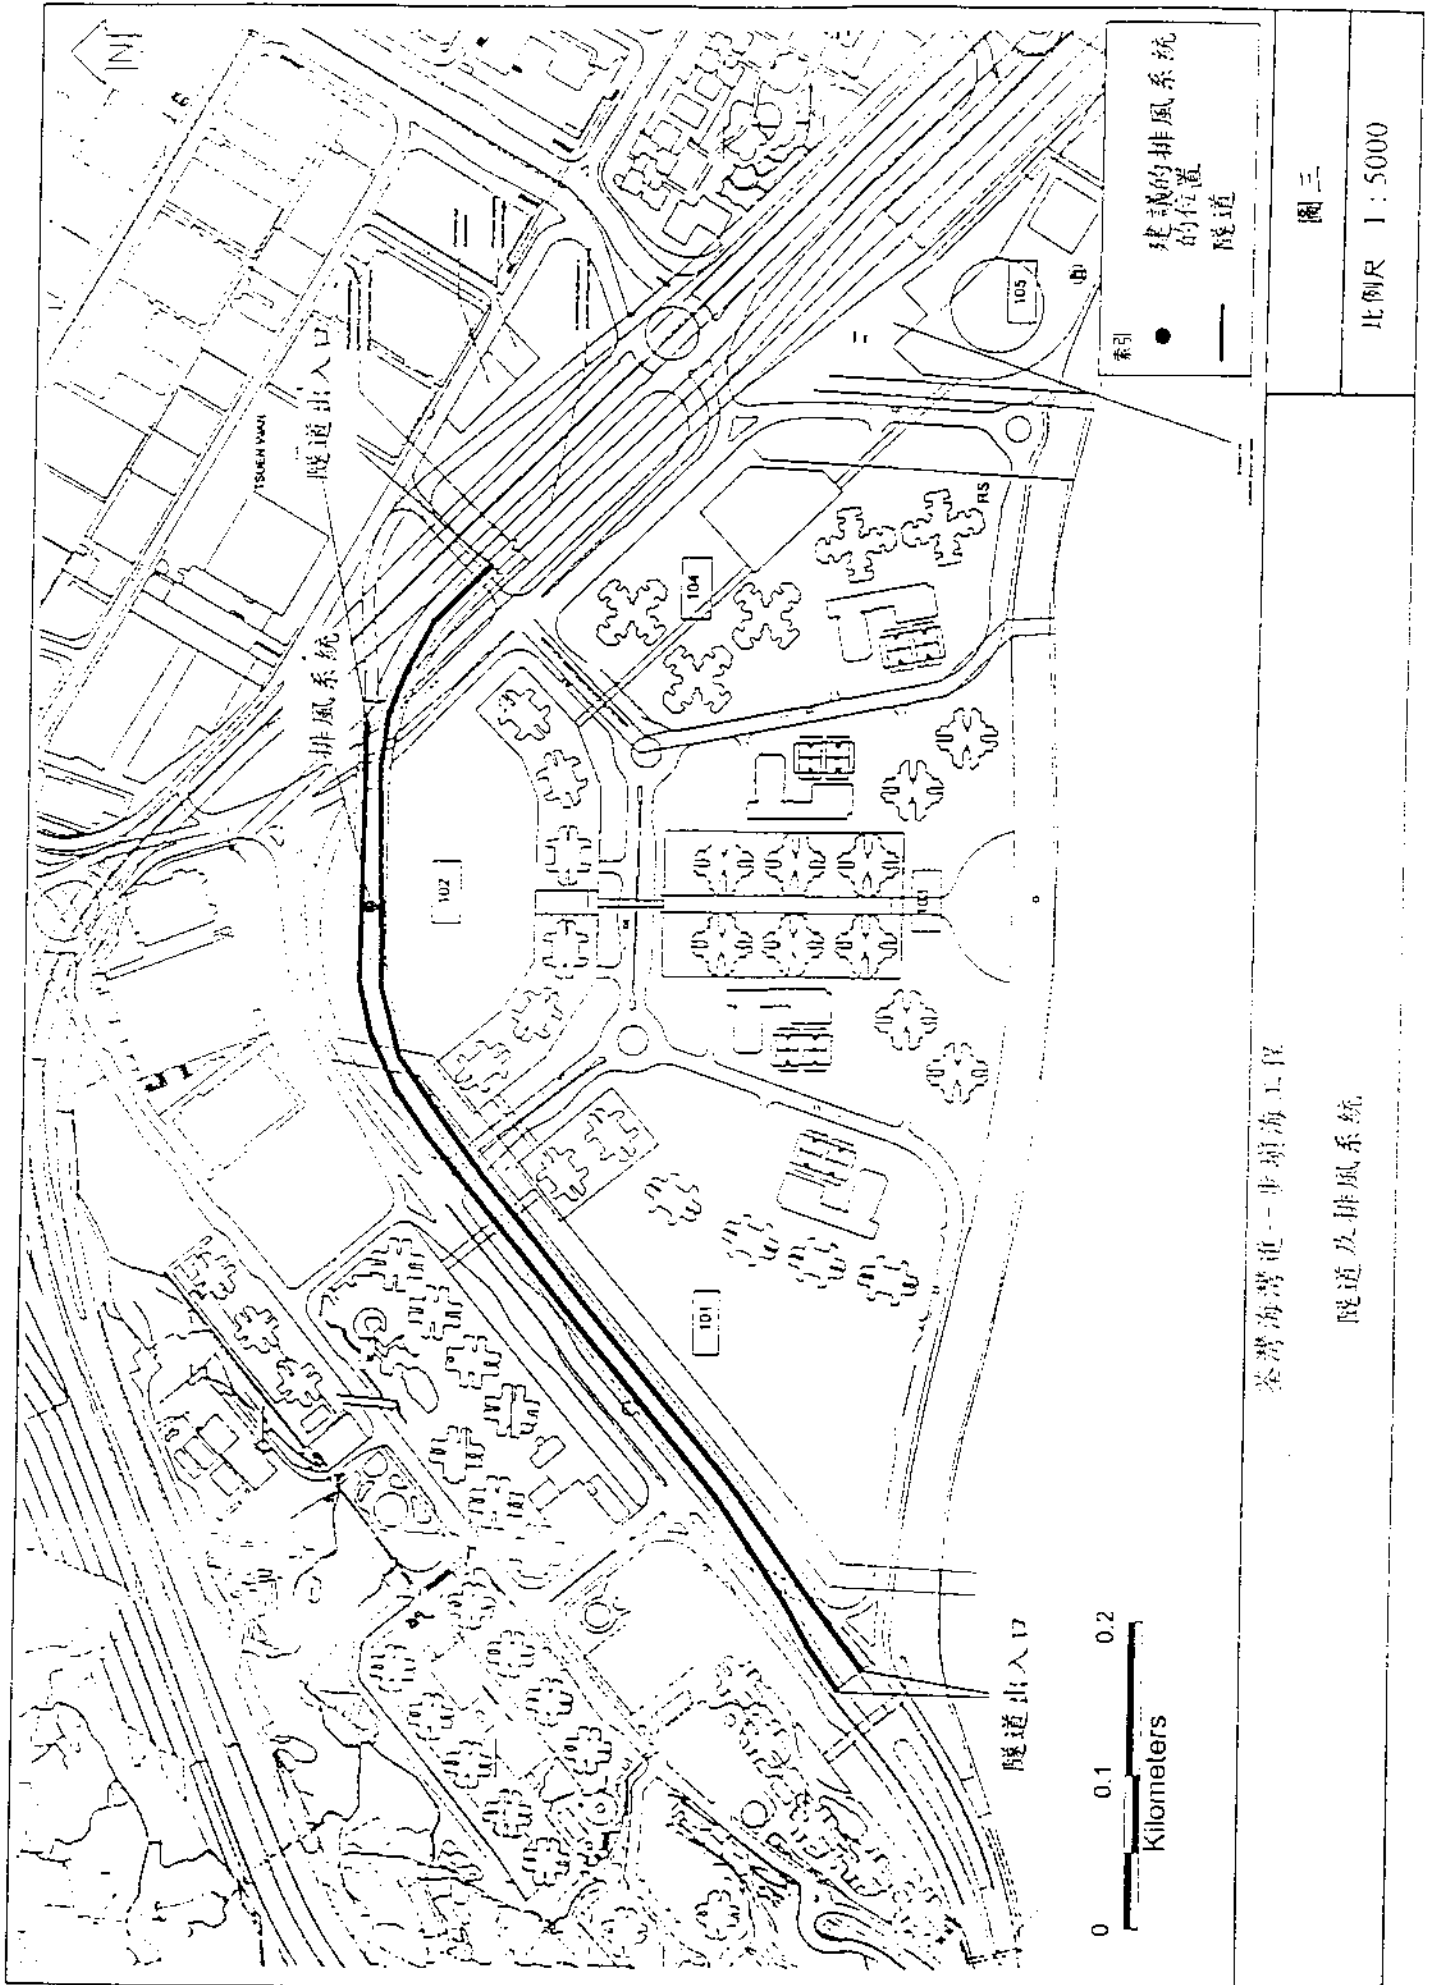 N
TSUEN WAN
隧道出入口
排風系統
102
104
105
RS
101
隧道出入口
0 0.1 0.2
Kilometers
索引
建議的排風系統
的位置
隧道
圖三
比例尺 1 : 5000
荃灣海灣進一步填海工程
隧道及排風系統